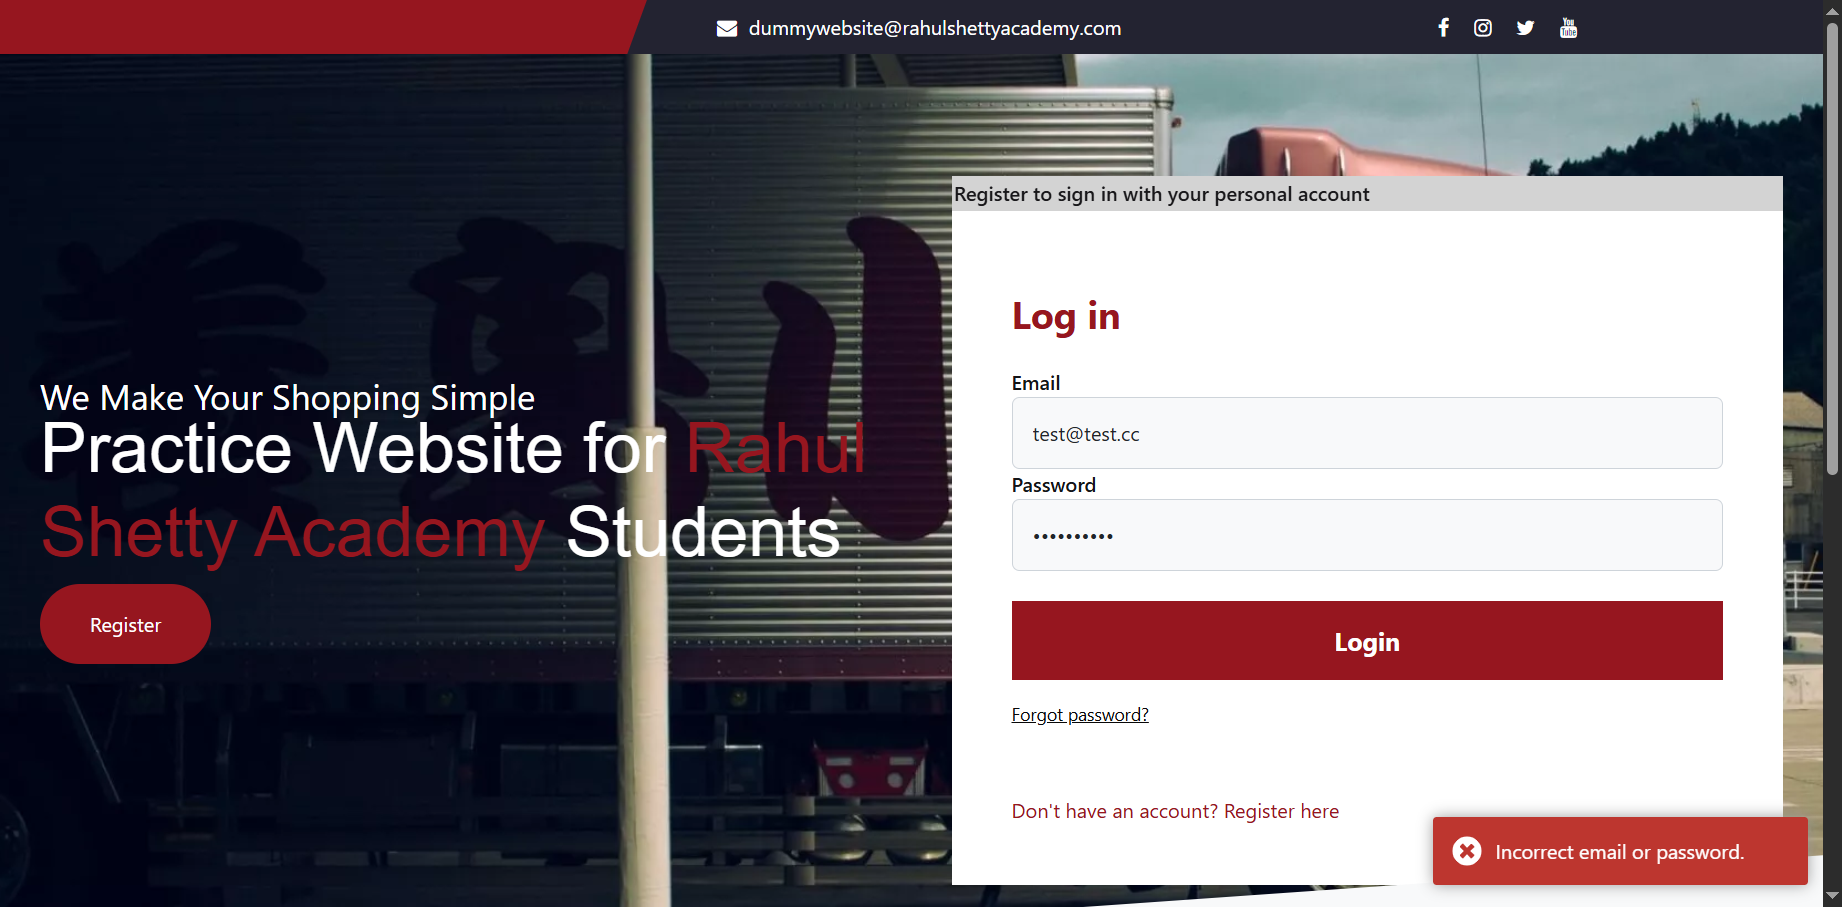 dummywebsite@rahulshettyacademy.com
You
Tube
Register to sign in with your personal account
Log in
Email
test@test.cc
Password
••••••••••
Login
Forgot password?
Don't have an account? Register here
We Make Your Shopping Simple
Practice Website for Rahul
Shetty Academy Students
Register
Incorrect email or password.